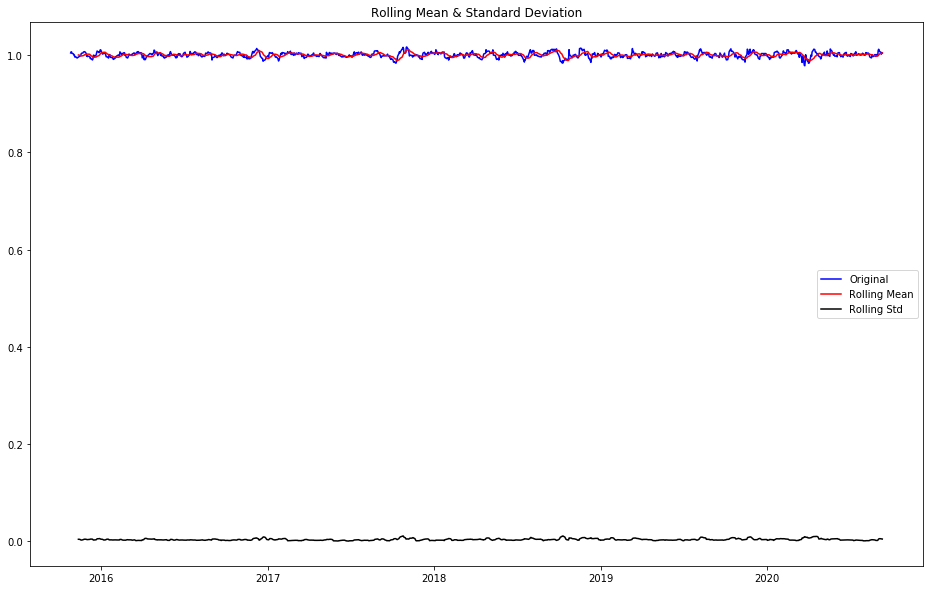 Rolling Mean & Standard Deviation
1.0
0.8
0.6
0.4
0.2
0.0
Original
Rolling Mean
Rolling Std
2016 2017 2018 2019 2020